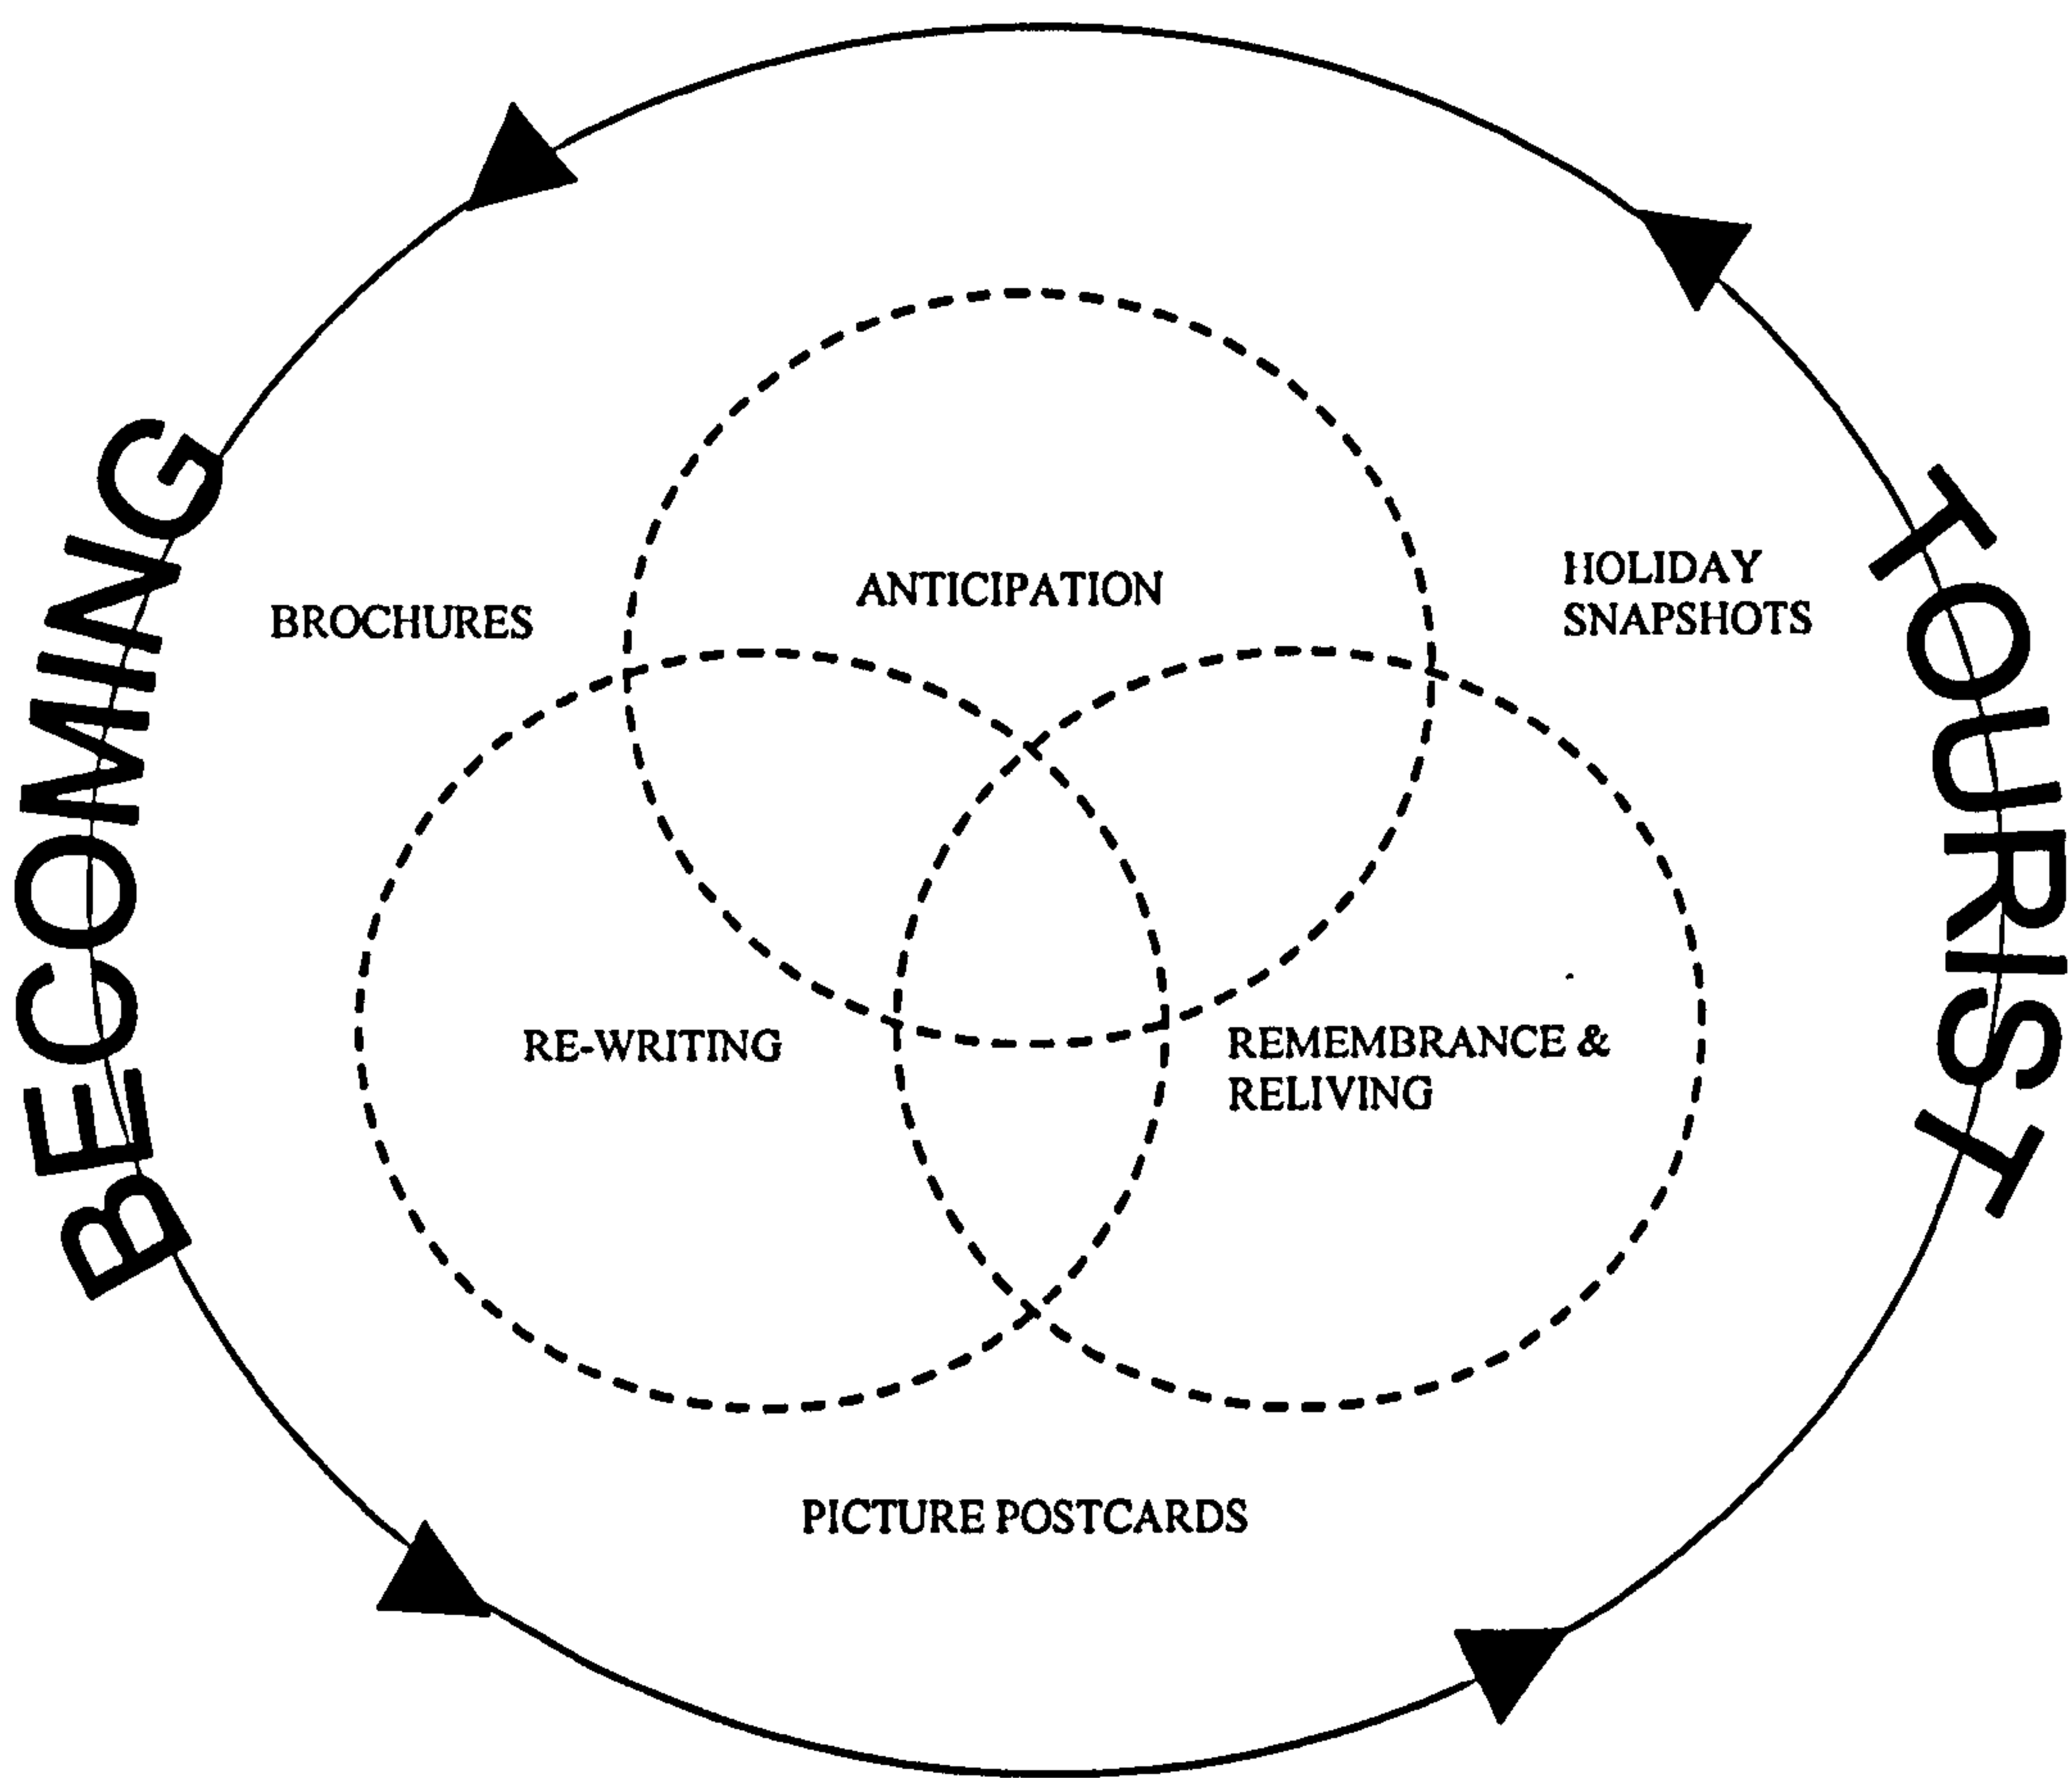 BECOMING
TOURIST
ANTICIPATION
BROCHURES
HOLIDAY
SNAPSHOTS
RE-WRITING
REMEMBRANCE &
RELIVING
PICTURE POSTCARDS